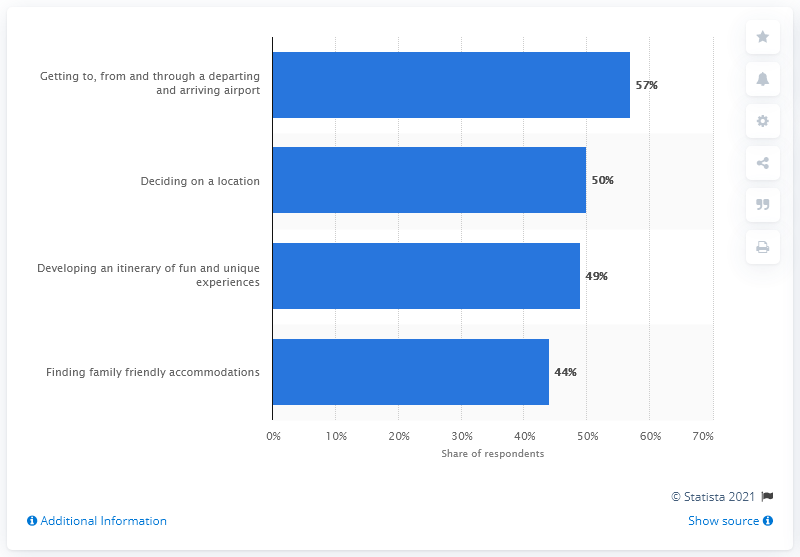 Getting to, from and through a departing
and arriving airport
57%
Deciding on a location
50%
Developing an itinerary of fun and unique
experiences
49%
Finding family friendly accommodations
44%
0% 10% 20% 30% 40% 50% 60% 70%
Share of respondents
© Statista 2021
Additional Information
Show source